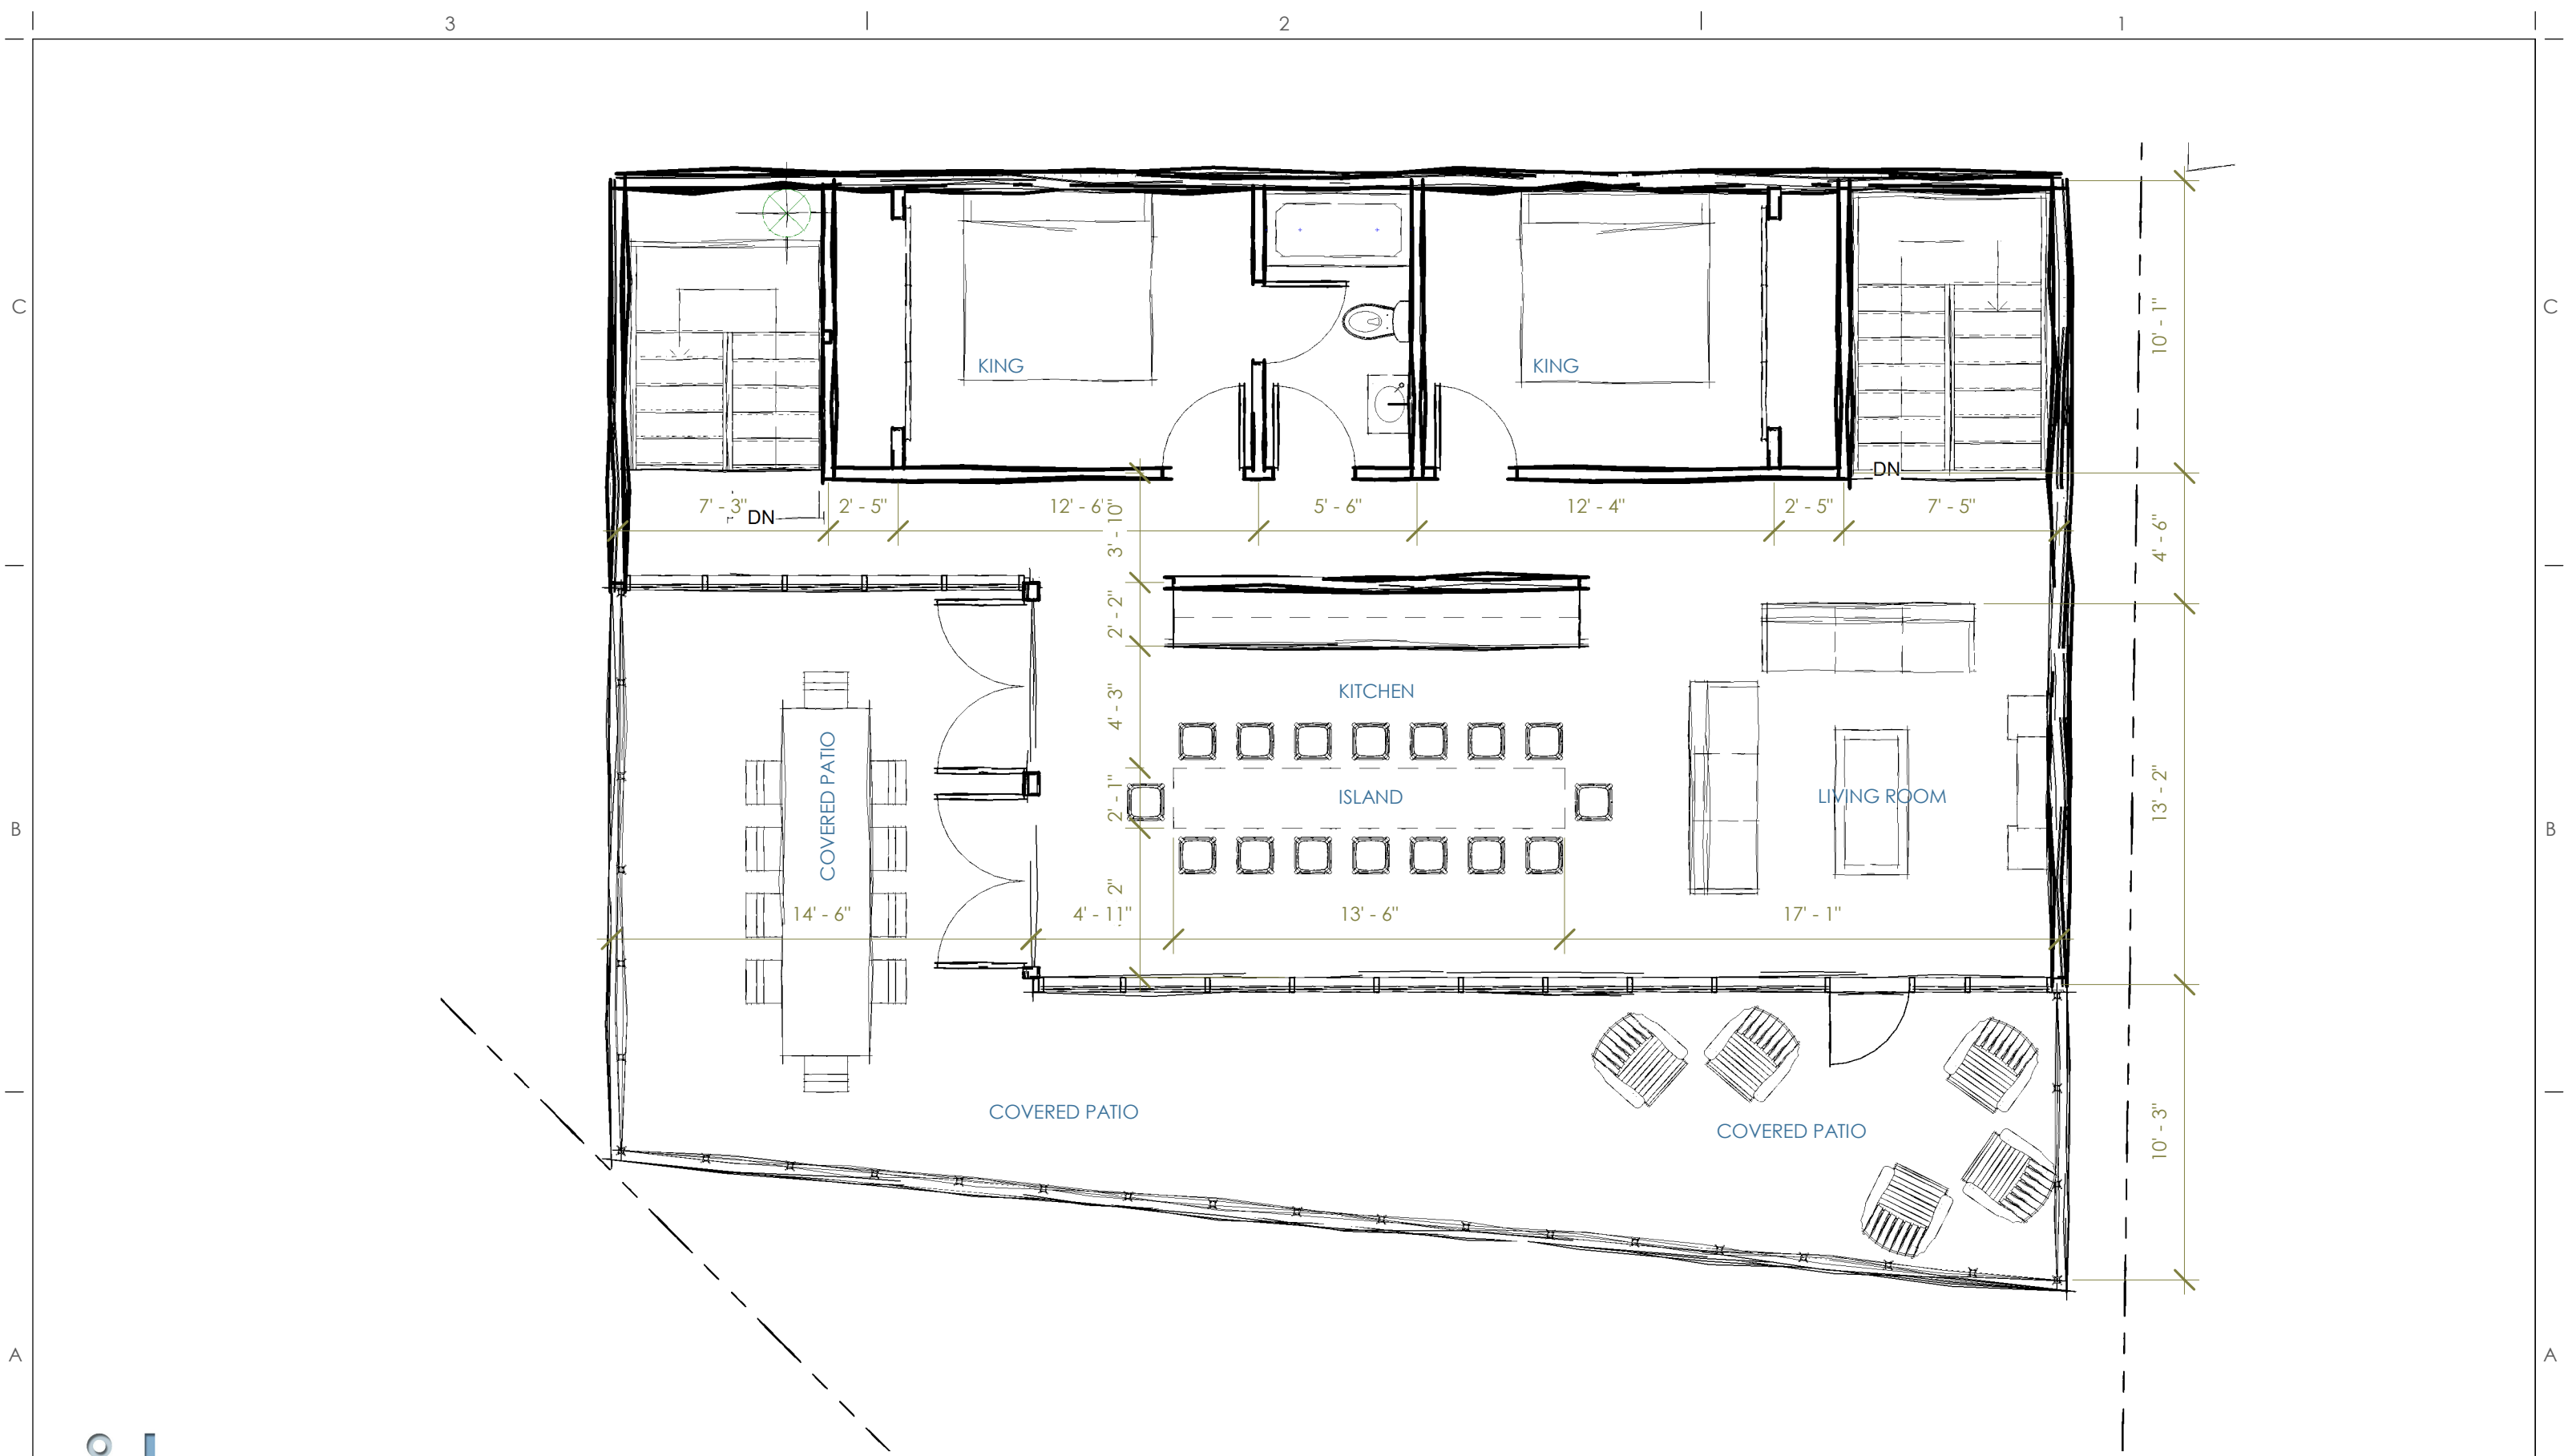 3 2 1
C C
10' - 1"
KING KING
DN
7' - 3" 2' - 5" 12' - 6" 5' - 6" 12' - 4" 2' - 5" 7' - 5"
DN
3' - 10"
4' - 6"
2' - 2"
KITCHEN
4' - 3"
COVERED PATIO
ISLAND
LIVING ROOM
2' - 1"
13' - 2"
B B
14' - 6" 4' - 11" 13' - 6" 17' - 1"
COVERED PATIO
COVERED PATIO
10' - 3"
A A